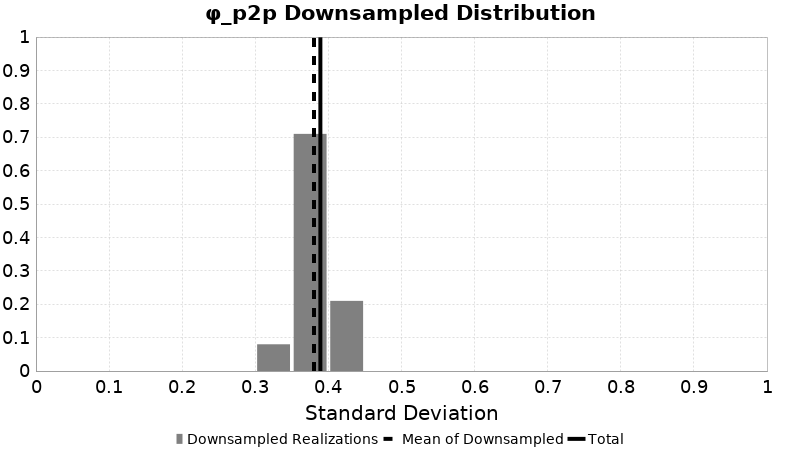 φ_p2p Downsampled Distribution
1
0.9
0.8
0.7
0.6
0.5
0.4
0.3
0.2
0.1
0
0 0.1 0.2 0.3 0.4 0.5 0.6 0.7 0.8 0.9 1
Standard Deviation
Downsampled Realizations Mean of Downsampled Total